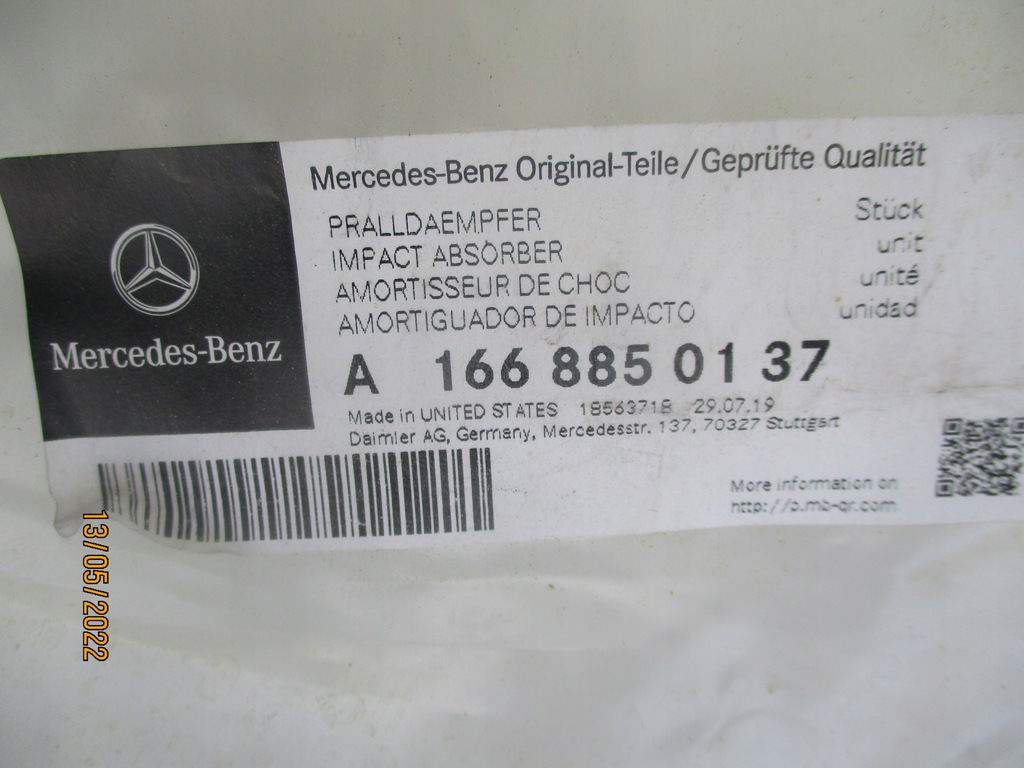 Mercedes-Benz Original-Teile/Geprüfte Qualität
PRALLDAEMPFER Stück
IMPACT ABSORBER unit
AMORTISSEUR DE CHOC unité
AMORTIGUADOR DE IMPACTO unidad
Mercedes-Benz
A 166 885 01 37
Made in UNITED STATES 18563718 29.07.19
Daimler AG, Germany, Mercedesstr. 137, 70327 Stuttgart
More information on
http://p.mb-qr.com
13/05/2022